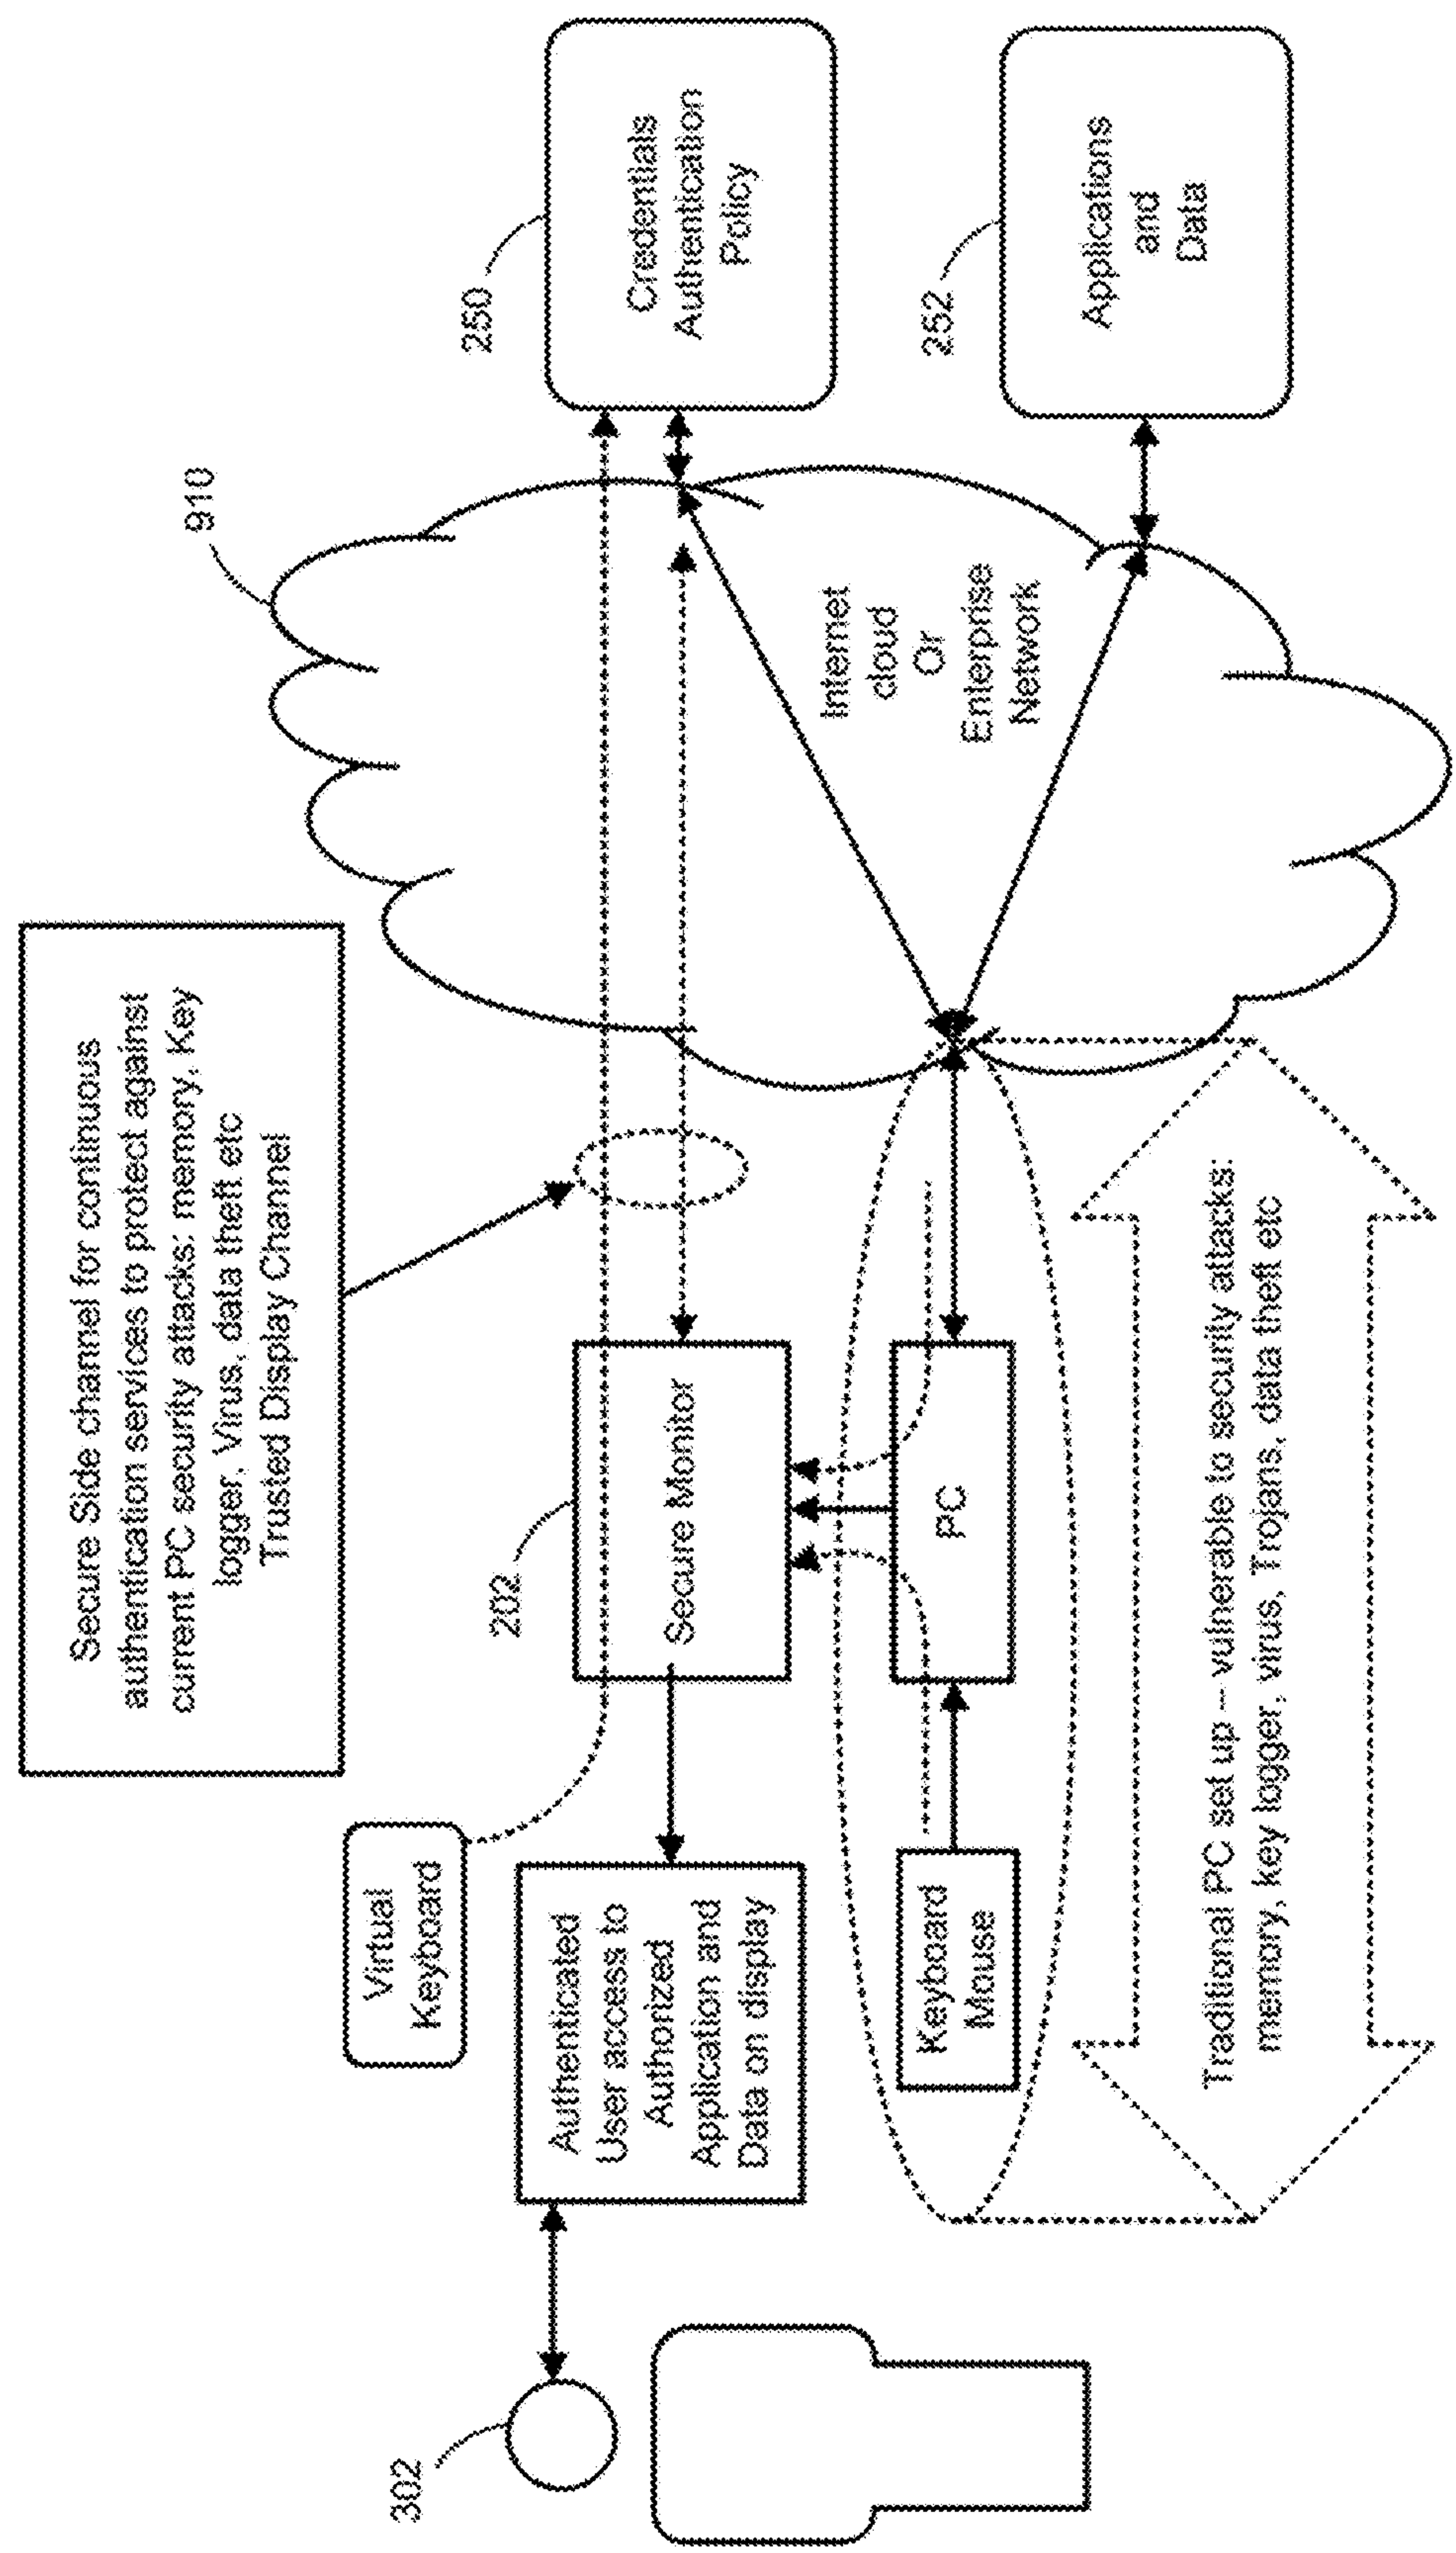 Secure Side channel for continuous
authentication services to protect against
current PC security attacks: memory, Key
logger, Virus, data theft etc
Trusted Display Channel
910
250
Credentials
Authentication
Policy
252
Applications
and
Data
Internet
cloud
Or
Enterprise
Network
202
Secure Monitor
PC
Virtual
Keyboard
Authenticated
User access to
Authorized
Application and
Data on display
Keyboard
Mouse
302
Traditional PC set up – vulnerable to security attacks:
memory, key logger, virus, Trojans, data theft etc